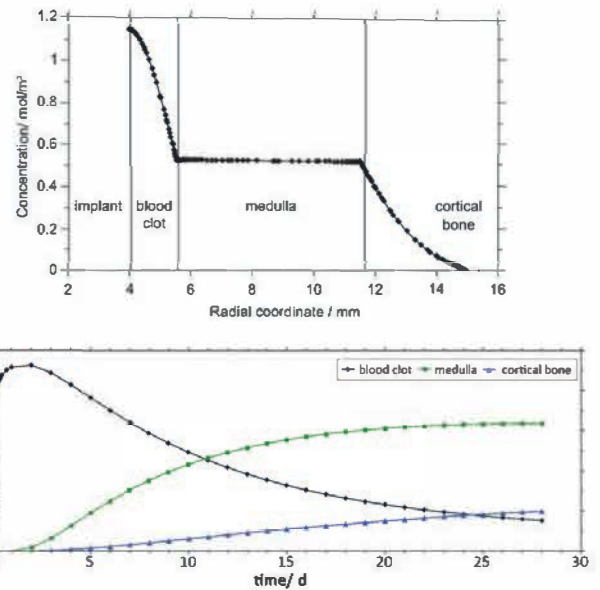 1.2
1
0.8
0.6
0.4
0.2
0
Concentration/ mol/m³
implant
blood clot
medulla
cortical bone
2 4 6 8 10 12 14 16
Radial coordinate / mm
blood clot medulla cortical bone
5 10 15 20 25 30
time/ d